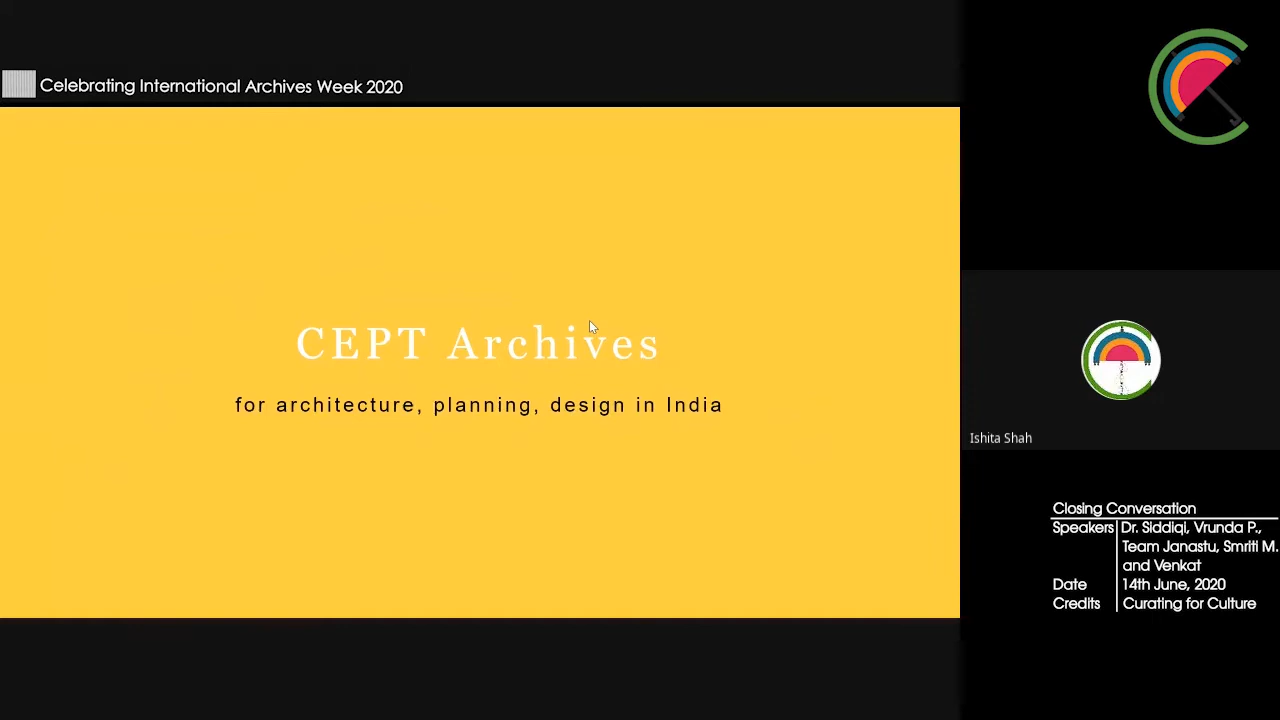 Celebrating International Archives Week 2020
CEPT Archives
for architecture, planning, design in India
Ishita Shah
Closing Conversation
Speakers Dr. Siddiqi, Vrunda P.,
Team Janastu, Smriti M.
and Venkat
Date 14th June, 2020
Credits Curating for Culture